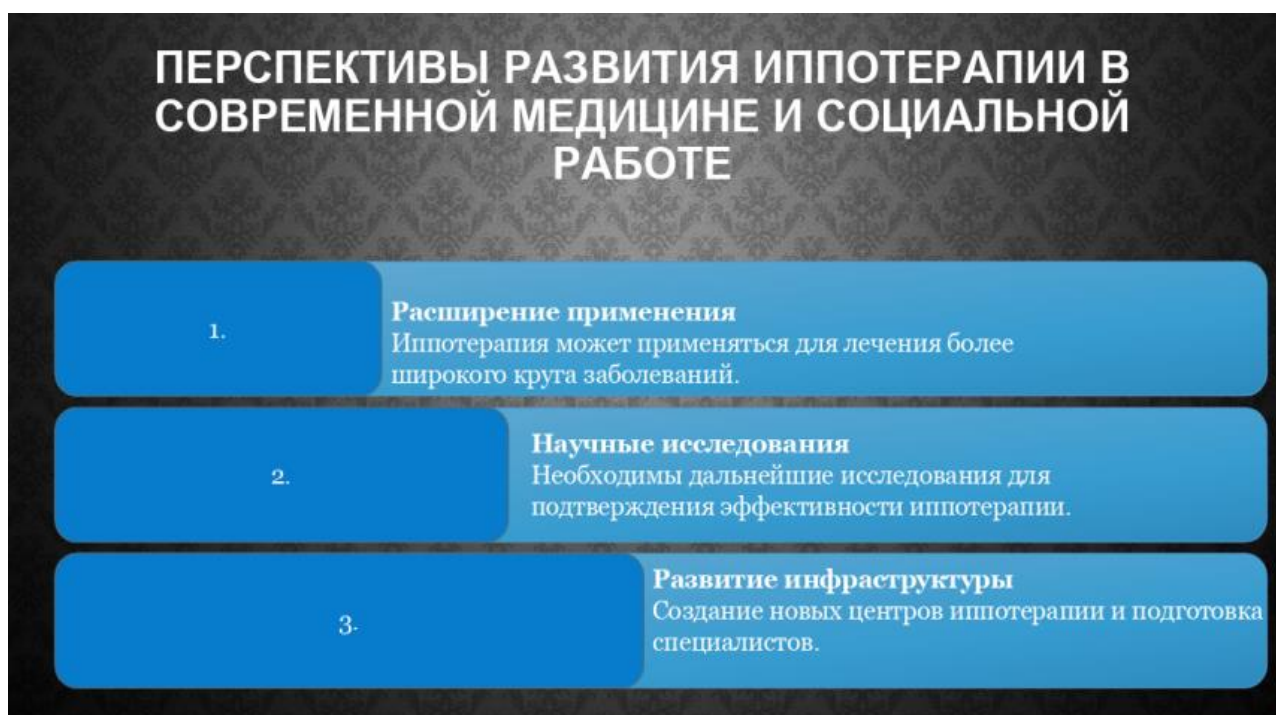 ПЕРСПЕКТИВЫ РАЗВИТИЯ ИППОТЕРАПИИ В
СОВРЕМЕННОЙ МЕДИЦИНЕ И СОЦИАЛЬНОЙ
РАБОТЕ
1.
Расширение применения
Иппотерапия может применяться для лечения более
широкого круга заболеваний.
2.
Научные исследования
Необходимы дальнейшие исследования для
подтверждения эффективности иппотерапии.
3.
Развитие инфраструктуры
Создание новых центров иппотерапии и подготовка
специалистов.